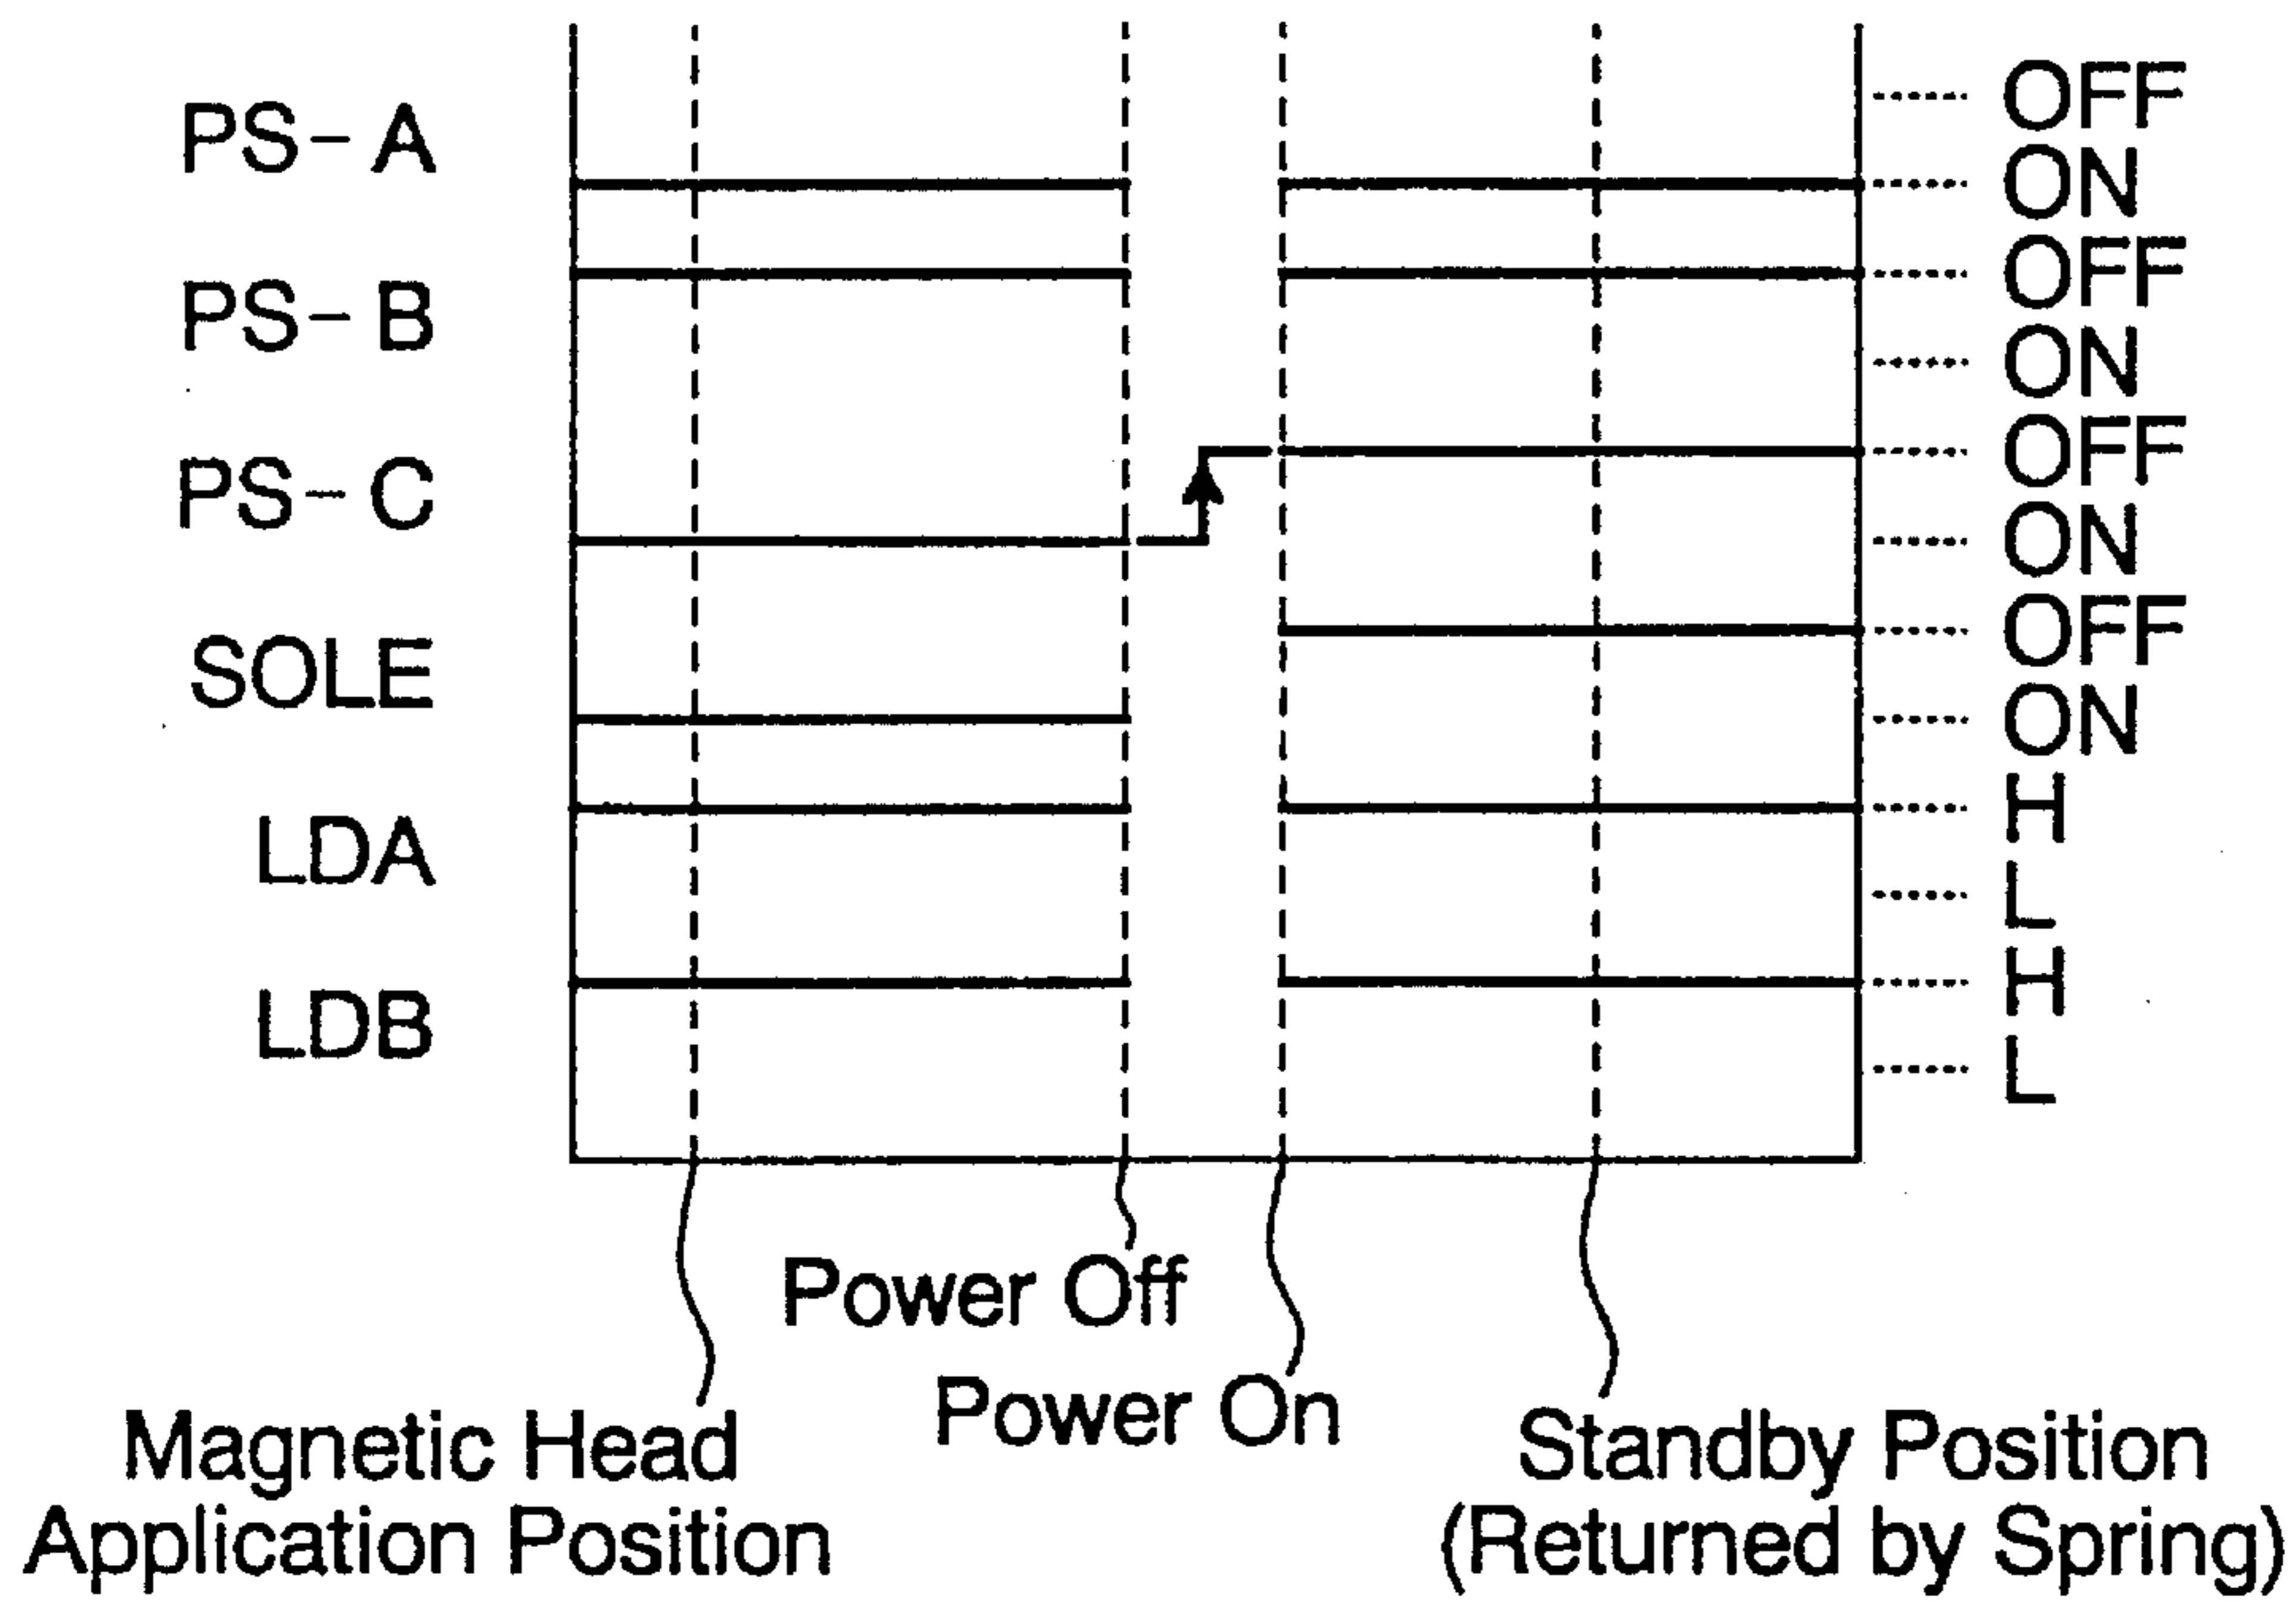 OFF
PS-A
ON
OFF
PS-B
ON
OFF
PS-C
ON
OFF
SOLE
ON
H
LDA
L
H
LDB
L
Power Off
Power On
Magnetic Head
Application Position
Standby Position
(Returned by Spring)